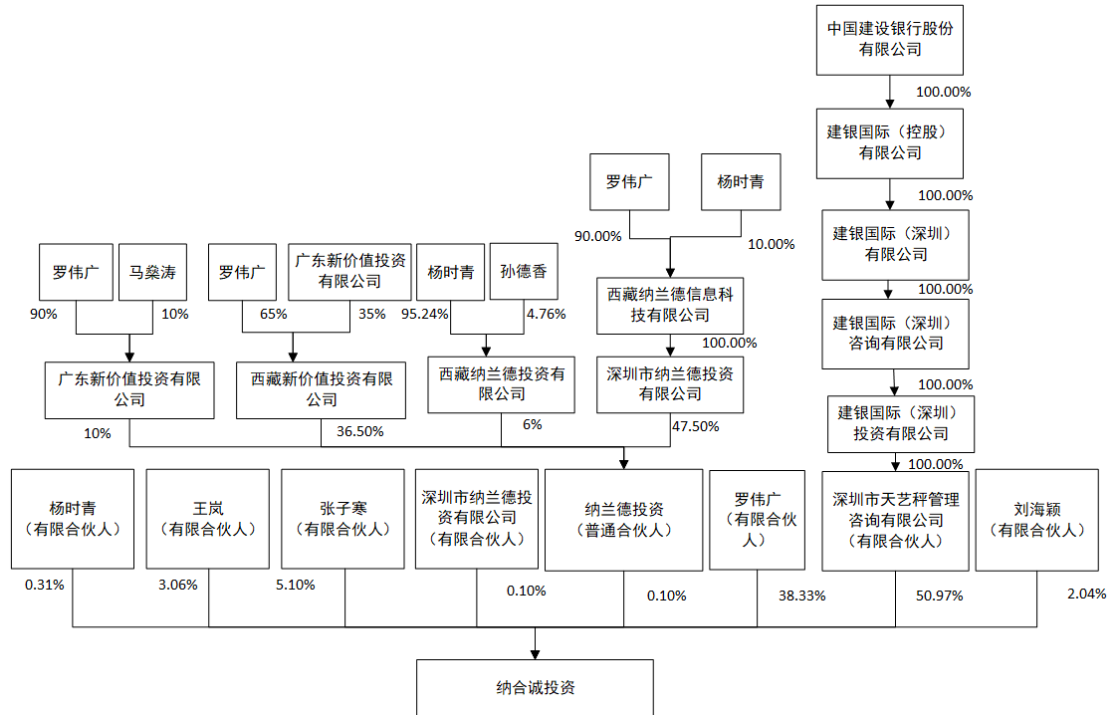 中国建设银行股份
有限公司
100.00%
建银国际（控股）
有限公司
100.00%
罗伟广
杨时青
90.00%
10.00%
建银国际（深圳）
有限公司
100.00%
罗伟广
马燊涛
罗伟广
广东新价值投资
有限公司
杨时青
孙德香
90%
10%
65%
35%
95.24%
4.76%
西藏纳兰德信息科
技有限公司
100.00%
建银国际（深圳）
咨询有限公司
100.00%
广东新价值投资有限
公司
西藏新价值投资有限
公司
西藏纳兰德投资有
限公司
深圳市纳兰德投资
有限公司
建银国际（深圳）
投资有限公司
10%
36.50%
6%
47.50%
100.00%
杨时青
（有限合伙人）
王岚
（有限合伙人）
张子寒
（有限合伙人）
深圳市纳兰德投
资有限公司
（有限合伙人）
纳兰德投资
（普通合伙人）
罗伟广
（有限合伙
人）
深圳市天艺秤管理
咨询有限公司
（有限合伙人）
刘海颖
（有限合伙人）
0.31%
3.06%
5.10%
0.10%
0.10%
38.33%
50.97%
2.04%
纳合诚投资